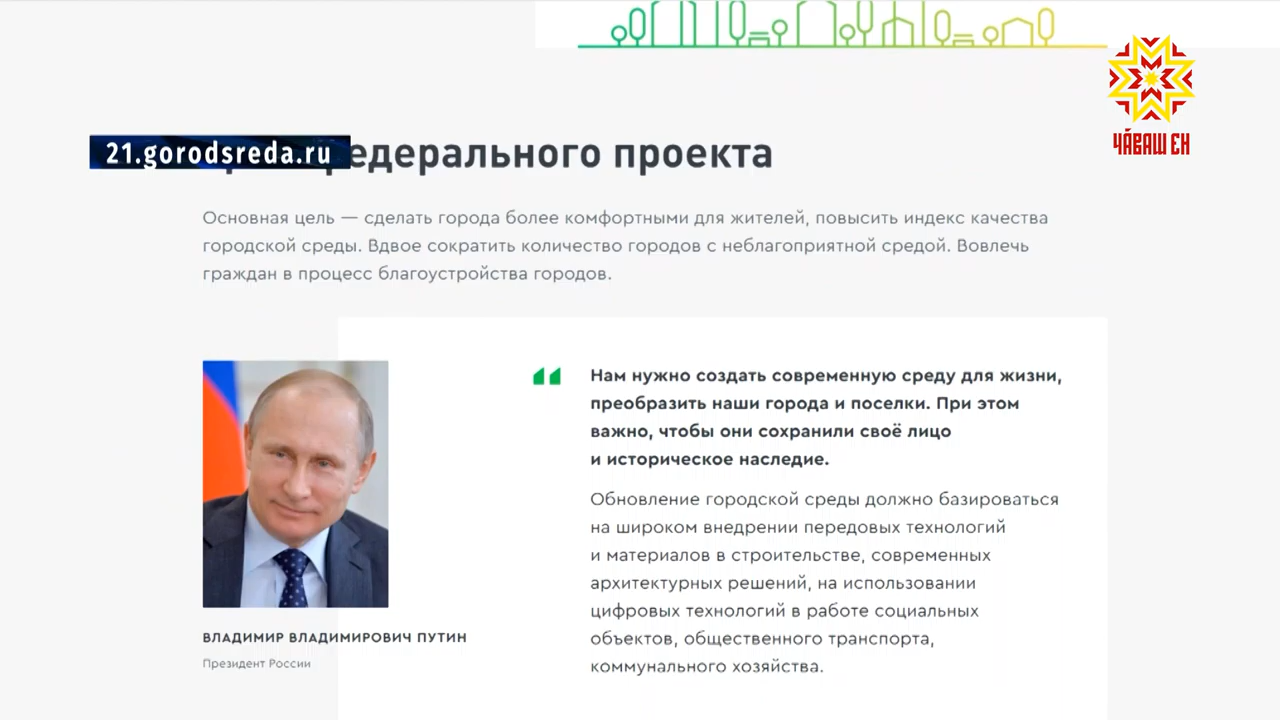 ЧӐВАШ ЕН
21.gorodsreda.ru
едерального проекта
Основная цель — сделать города более комфортными для жителей, повысить индекс качества
городской среды. Вдвое сократить количество городов с неблагоприятной средой. Вовлечь
граждан в процесс благоустройства городов.
Нам нужно создать современную среду для жизни,
преобразить наши города и поселки. При этом
важно, чтобы они сохранили своё лицо
и историческое наследие.
Обновление городской среды должно базироваться
на широком внедрении передовых технологий
и материалов в строительстве, современных
архитектурных решений, на использовании
цифровых технологий в работе социальных
объектов, общественного транспорта,
коммунального хозяйства.
ВЛАДИМИР ВЛАДИМИРОВИЧ ПУТИН
Президент России